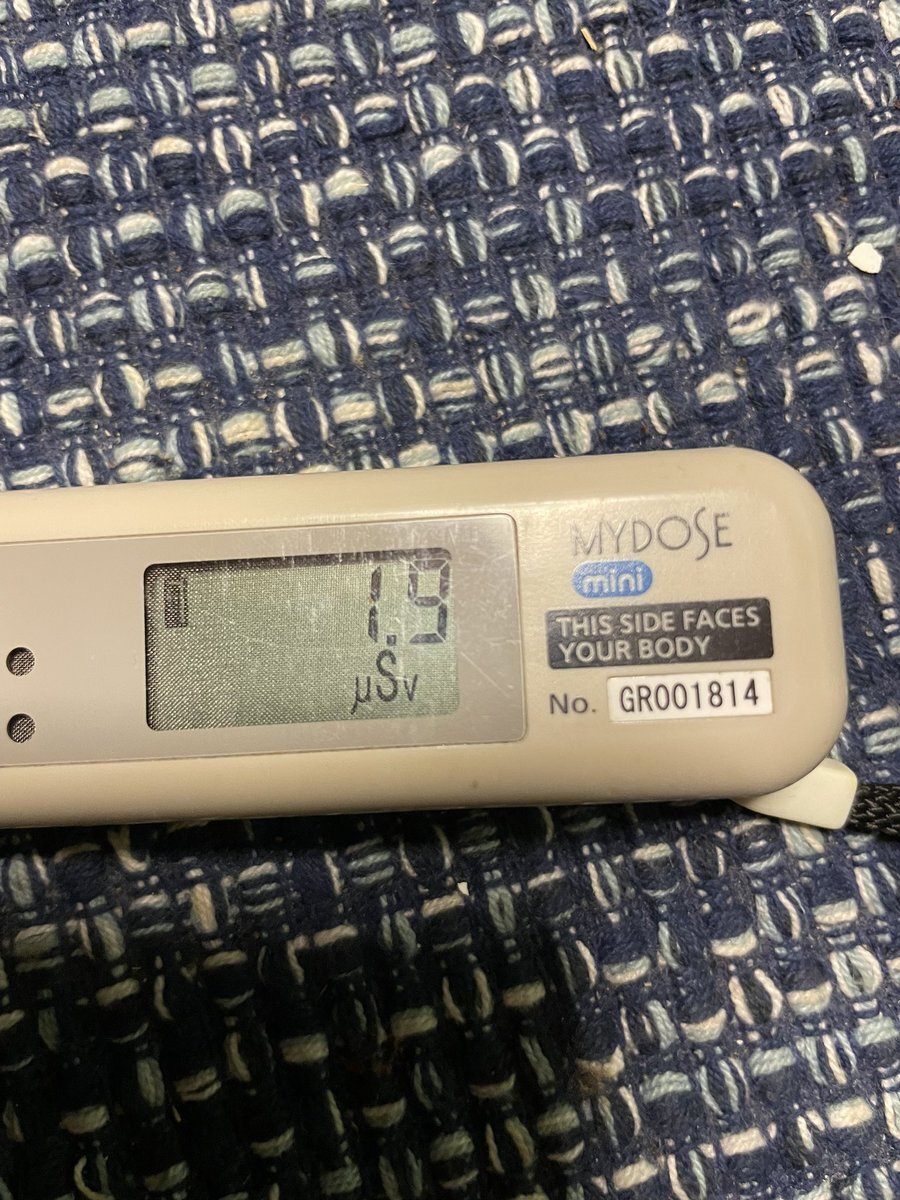 1.9
μSv
MYDOSE
mini
THIS SIDE FACES
YOUR BODY
No. GR001814